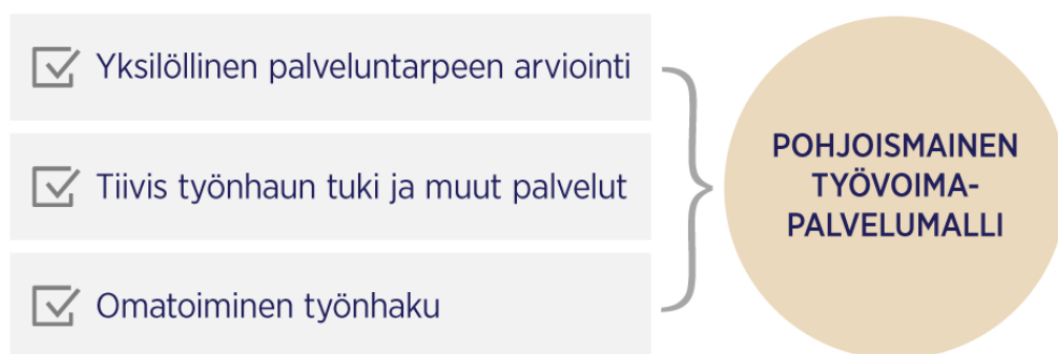 Yksilöllinen palveluntarpeen arviointi
Tiivis työnhaun tuki ja muut palvelut
Omatoiminen työnhaku
POHJOISMAINEN
TYÖVOIMA-
PALVELUMALLI